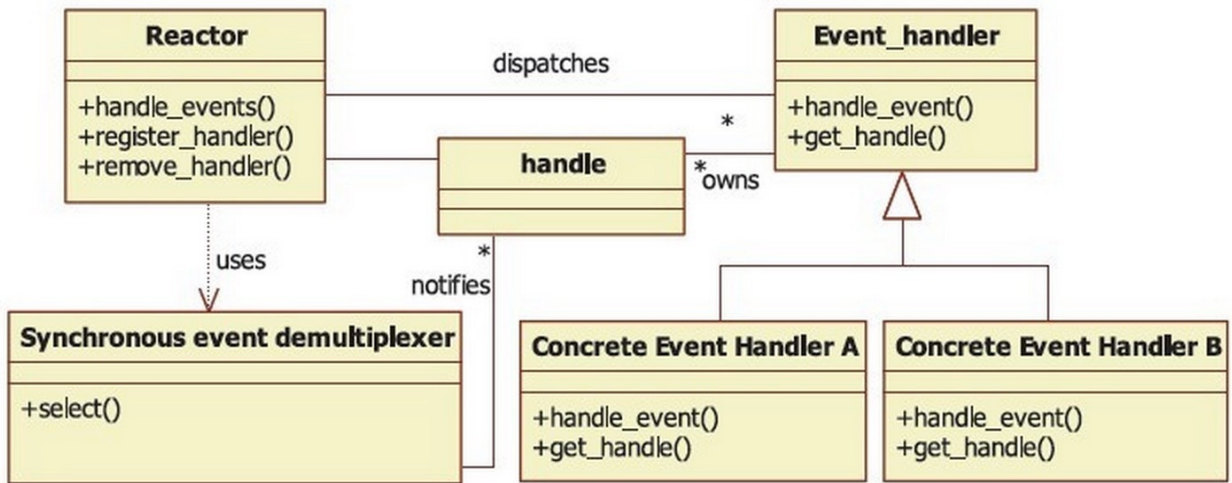 Reactor
+handle_events()
+register_handler()
+remove_handler()
dispatches
*
Event_handler
+handle_event()
+get_handle()
handle
*
owns
uses
*
notifies
Synchronous event demultiplexer
+select()
Concrete Event Handler A
+handle_event()
+get_handle()
Concrete Event Handler B
+handle_event()
+get_handle()